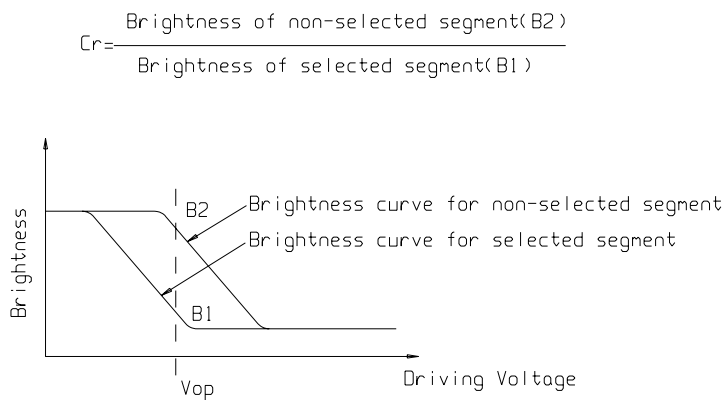 Brightness of non-selected segment(B2)
Cr=
Brightness of selected segment(B1)
B2
Brightness curve for non-selected segment
Brightness curve for selected segment
Brightness
B1
Driving Voltage
Vop